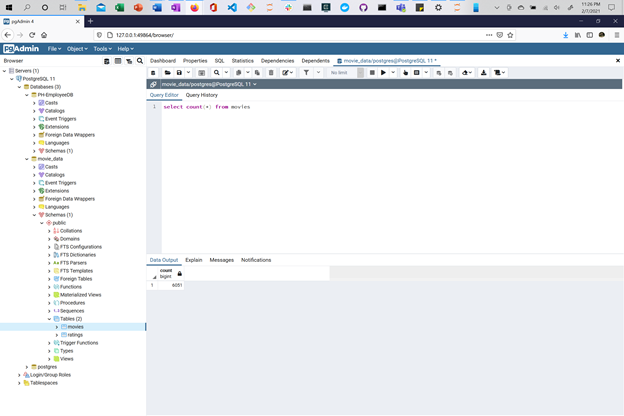 11:26 PM
2/7/2021
pgAdmin 4
127.0.0.1:49864/browser/
pgAdmin File Object Tools Help
Browser
Dashboard Properties SQL Statistics Dependencies Dependents movie_data/postgres@PostgreSQL 11 *
No limit
movie_data/postgres@PostgreSQL 11
Query Editor Query History
1 select count(*) from movies
Servers (1)
PostgreSQL 11
Databases (3)
PH-EmployeeDB
Casts
Catalogs
Event Triggers
Extensions
Foreign Data Wrappers
Languages
Schemas (1)
movie_data
Casts
Catalogs
Event Triggers
Extensions
Foreign Data Wrappers
Languages
Schemas (1)
public
Collations
Domains
FTS Configurations
FTS Dictionaries
FTS Parsers
FTS Templates
Foreign Tables
Functions
Materialized Views
Procedures
Sequences
Tables (2)
movies
ratings
Trigger Functions
Types
Views
postgres
Login/Group Roles
Tablespaces
Data Output Explain Messages Notifications
count
bigint
1 6051